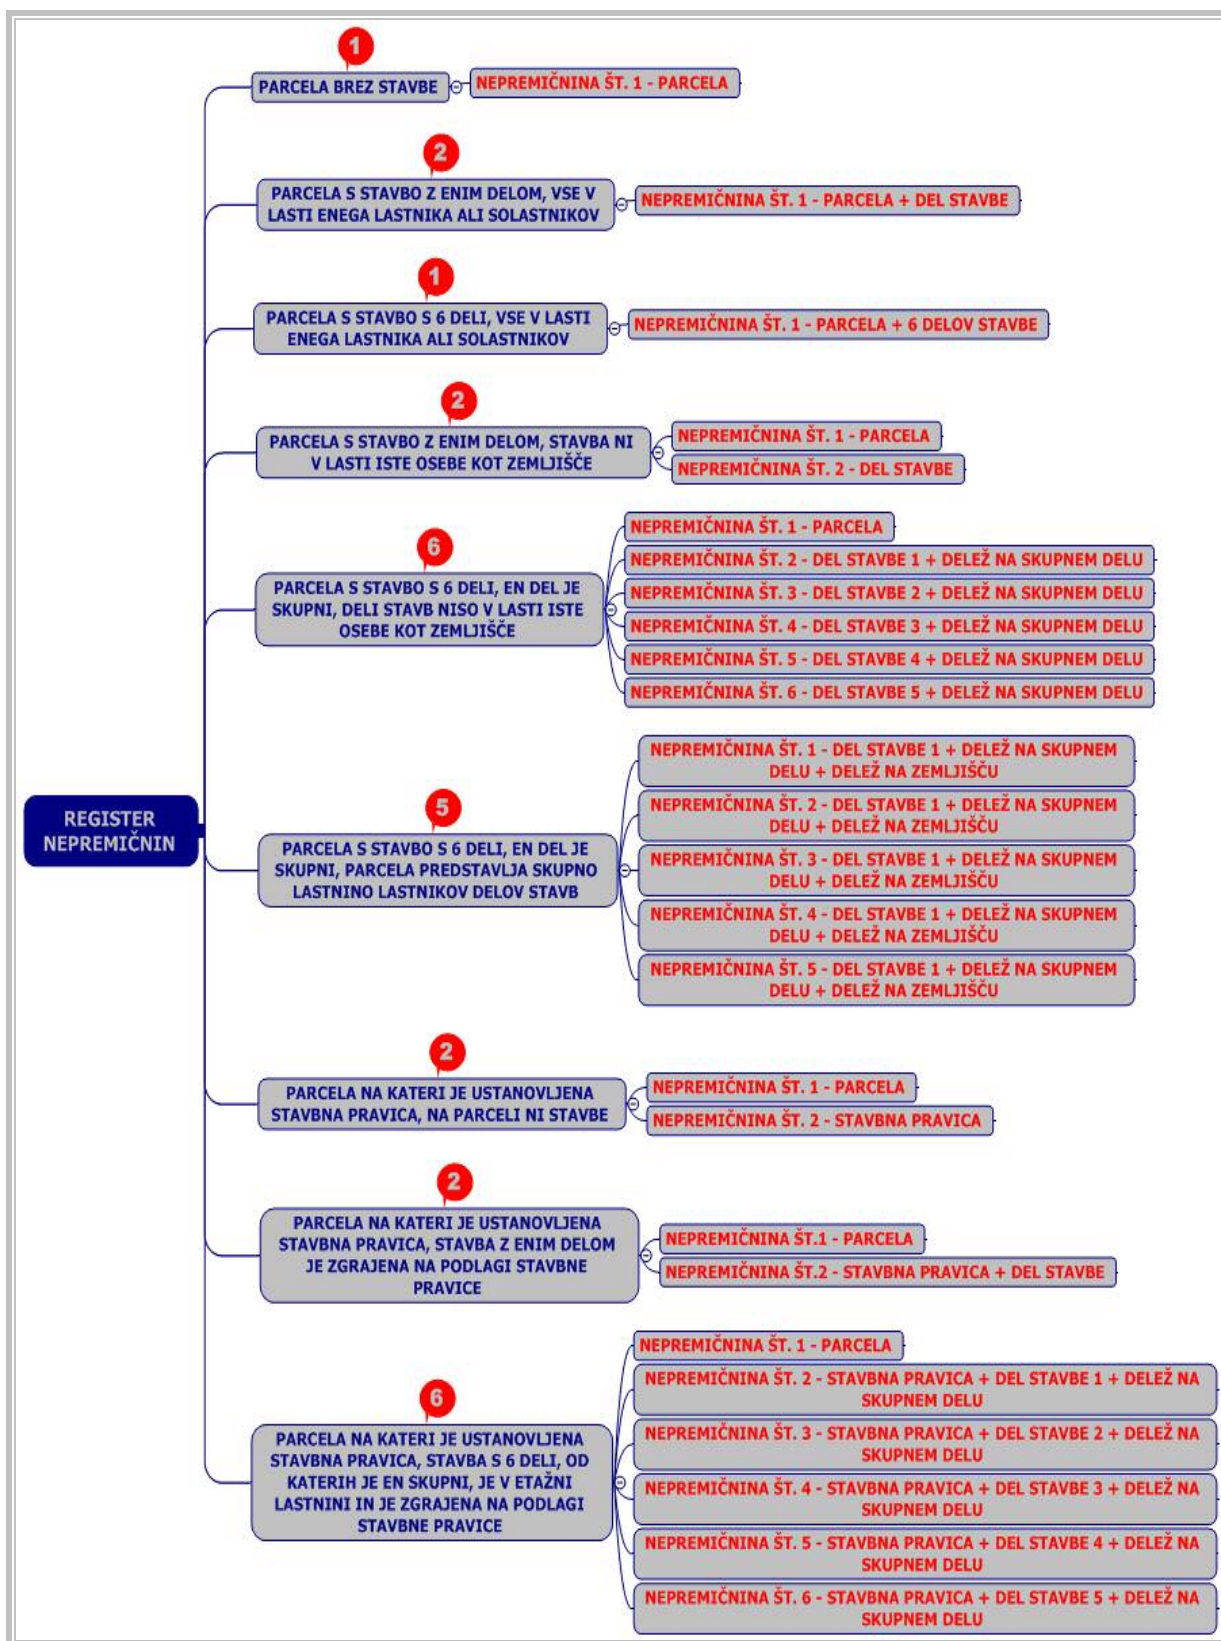 1
PARCELA BREZ STAVBE
NEPREMIČNINA ŠT. 1 - PARCELA
2
PARCELA S STAVBO Z ENIM DELOM, VSE V
LASTI ENEGA LASTNIKA ALI SOLASTNIKOV
NEPREMIČNINA ŠT. 1 - PARCELA + DEL STAVBE
1
PARCELA S STAVBO S 6 DELI, VSE V LASTI
ENEGA LASTNIKA ALI SOLASTNIKOV
NEPREMIČNINA ŠT. 1 - PARCELA + 6 DELOV STAVBE
2
PARCELA S STAVBO Z ENIM DELOM, STAVBA NI
V LASTI ISTE OSEBE KOT ZEMLJIŠČE
NEPREMIČNINA ŠT. 1 - PARCELA
NEPREMIČNINA ŠT. 2 - DEL STAVBE
6
PARCELA S STAVBO S 6 DELI, EN DEL JE
SKUPNI, DELI STAVB NISO V LASTI ISTE
OSEBE KOT ZEMLJIŠČE
NEPREMIČNINA ŠT. 1 - PARCELA
NEPREMIČNINA ŠT. 2 - DEL STAVBE 1 + DELEŽ NA SKUPNEM DELU
NEPREMIČNINA ŠT. 3 - DEL STAVBE 2 + DELEŽ NA SKUPNEM DELU
NEPREMIČNINA ŠT. 4 - DEL STAVBE 3 + DELEŽ NA SKUPNEM DELU
NEPREMIČNINA ŠT. 5 - DEL STAVBE 4 + DELEŽ NA SKUPNEM DELU
NEPREMIČNINA ŠT. 6 - DEL STAVBE 5 + DELEŽ NA SKUPNEM DELU
REGISTER
NEPREMIČNIN
5
PARCELA S STAVBO S 6 DELI, EN DEL JE
SKUPNI, PARCELA PREDSTAVLJA SKUPNO
LASTNINO LASTNIKOV DELOV STAVB
NEPREMIČNINA ŠT. 1 - DEL STAVBE 1 + DELEŽ NA SKUPNEM
DELU + DELEŽ NA ZEMLJIŠČU
NEPREMIČNINA ŠT. 2 - DEL STAVBE 1 + DELEŽ NA SKUPNEM
DELU + DELEŽ NA ZEMLJIŠČU
NEPREMIČNINA ŠT. 3 - DEL STAVBE 1 + DELEŽ NA SKUPNEM
DELU + DELEŽ NA ZEMLJIŠČU
NEPREMIČNINA ŠT. 4 - DEL STAVBE 1 + DELEŽ NA SKUPNEM
DELU + DELEŽ NA ZEMLJIŠČU
NEPREMIČNINA ŠT. 5 - DEL STAVBE 1 + DELEŽ NA SKUPNEM
DELU + DELEŽ NA ZEMLJIŠČU
2
PARCELA NA KATERI JE USTANOVLJENA
STAVBNA PRAVICA, NA PARCELI NI STAVBE
NEPREMIČNINA ŠT. 1 - PARCELA
NEPREMIČNINA ŠT. 2 - STAVBNA PRAVICA
2
PARCELA NA KATERI JE USTANOVLJENA
STAVBNA PRAVICA, STAVBA Z ENIM DELOM
JE ZGRAJENA NA PODLAGI STAVBNE
PRAVICE
NEPREMIČNINA ŠT.1 - PARCELA
NEPREMIČNINA ŠT.2 - STAVBNA PRAVICA + DEL STAVBE
6
PARCELA NA KATERI JE USTANOVLJENA
STAVBNA PRAVICA, STAVBA S 6 DELI, OD
KATERIH JE EN SKUPNI, JE V ETAŽNI
LASTNINI IN JE ZGRAJENA NA PODLAGI
STAVBNE PRAVICE
NEPREMIČNINA ŠT. 1 - PARCELA
NEPREMIČNINA ŠT. 2 - STAVBNA PRAVICA + DEL STAVBE 1 + DELEŽ NA
SKUPNEM DELU
NEPREMIČNINA ŠT. 3 - STAVBNA PRAVICA + DEL STAVBE 2 + DELEŽ NA
SKUPNEM DELU
NEPREMIČNINA ŠT. 4 - STAVBNA PRAVICA + DEL STAVBE 3 + DELEŽ NA
SKUPNEM DELU
NEPREMIČNINA ŠT. 5 - STAVBNA PRAVICA + DEL STAVBE 4 + DELEŽ NA
SKUPNEM DELU
NEPREMIČNINA ŠT. 6 - STAVBNA PRAVICA + DEL STAVBE 5 + DELEŽ NA
SKUPNEM DELU